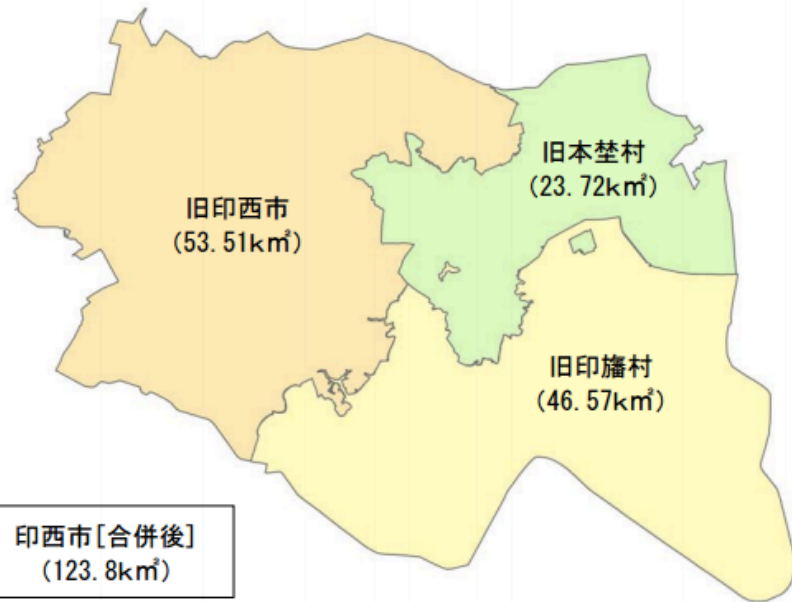 旧本埜村
(23.72k㎡)
旧印西市
(53.51k㎡)
旧印旛村
(46.57k㎡)
印西市[合併後]
(123.8k㎡)